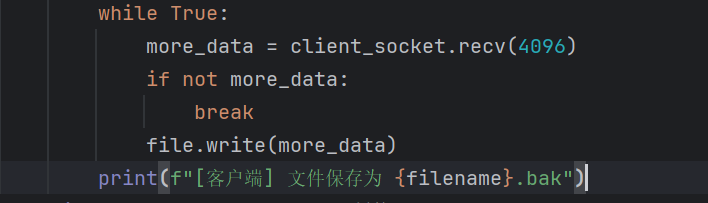 while True:
more_data = client_socket.recv(4096)
if not more_data:
break
file.write(more_data)
print(f"[客户端] 文件保存为 {filename}.bak")